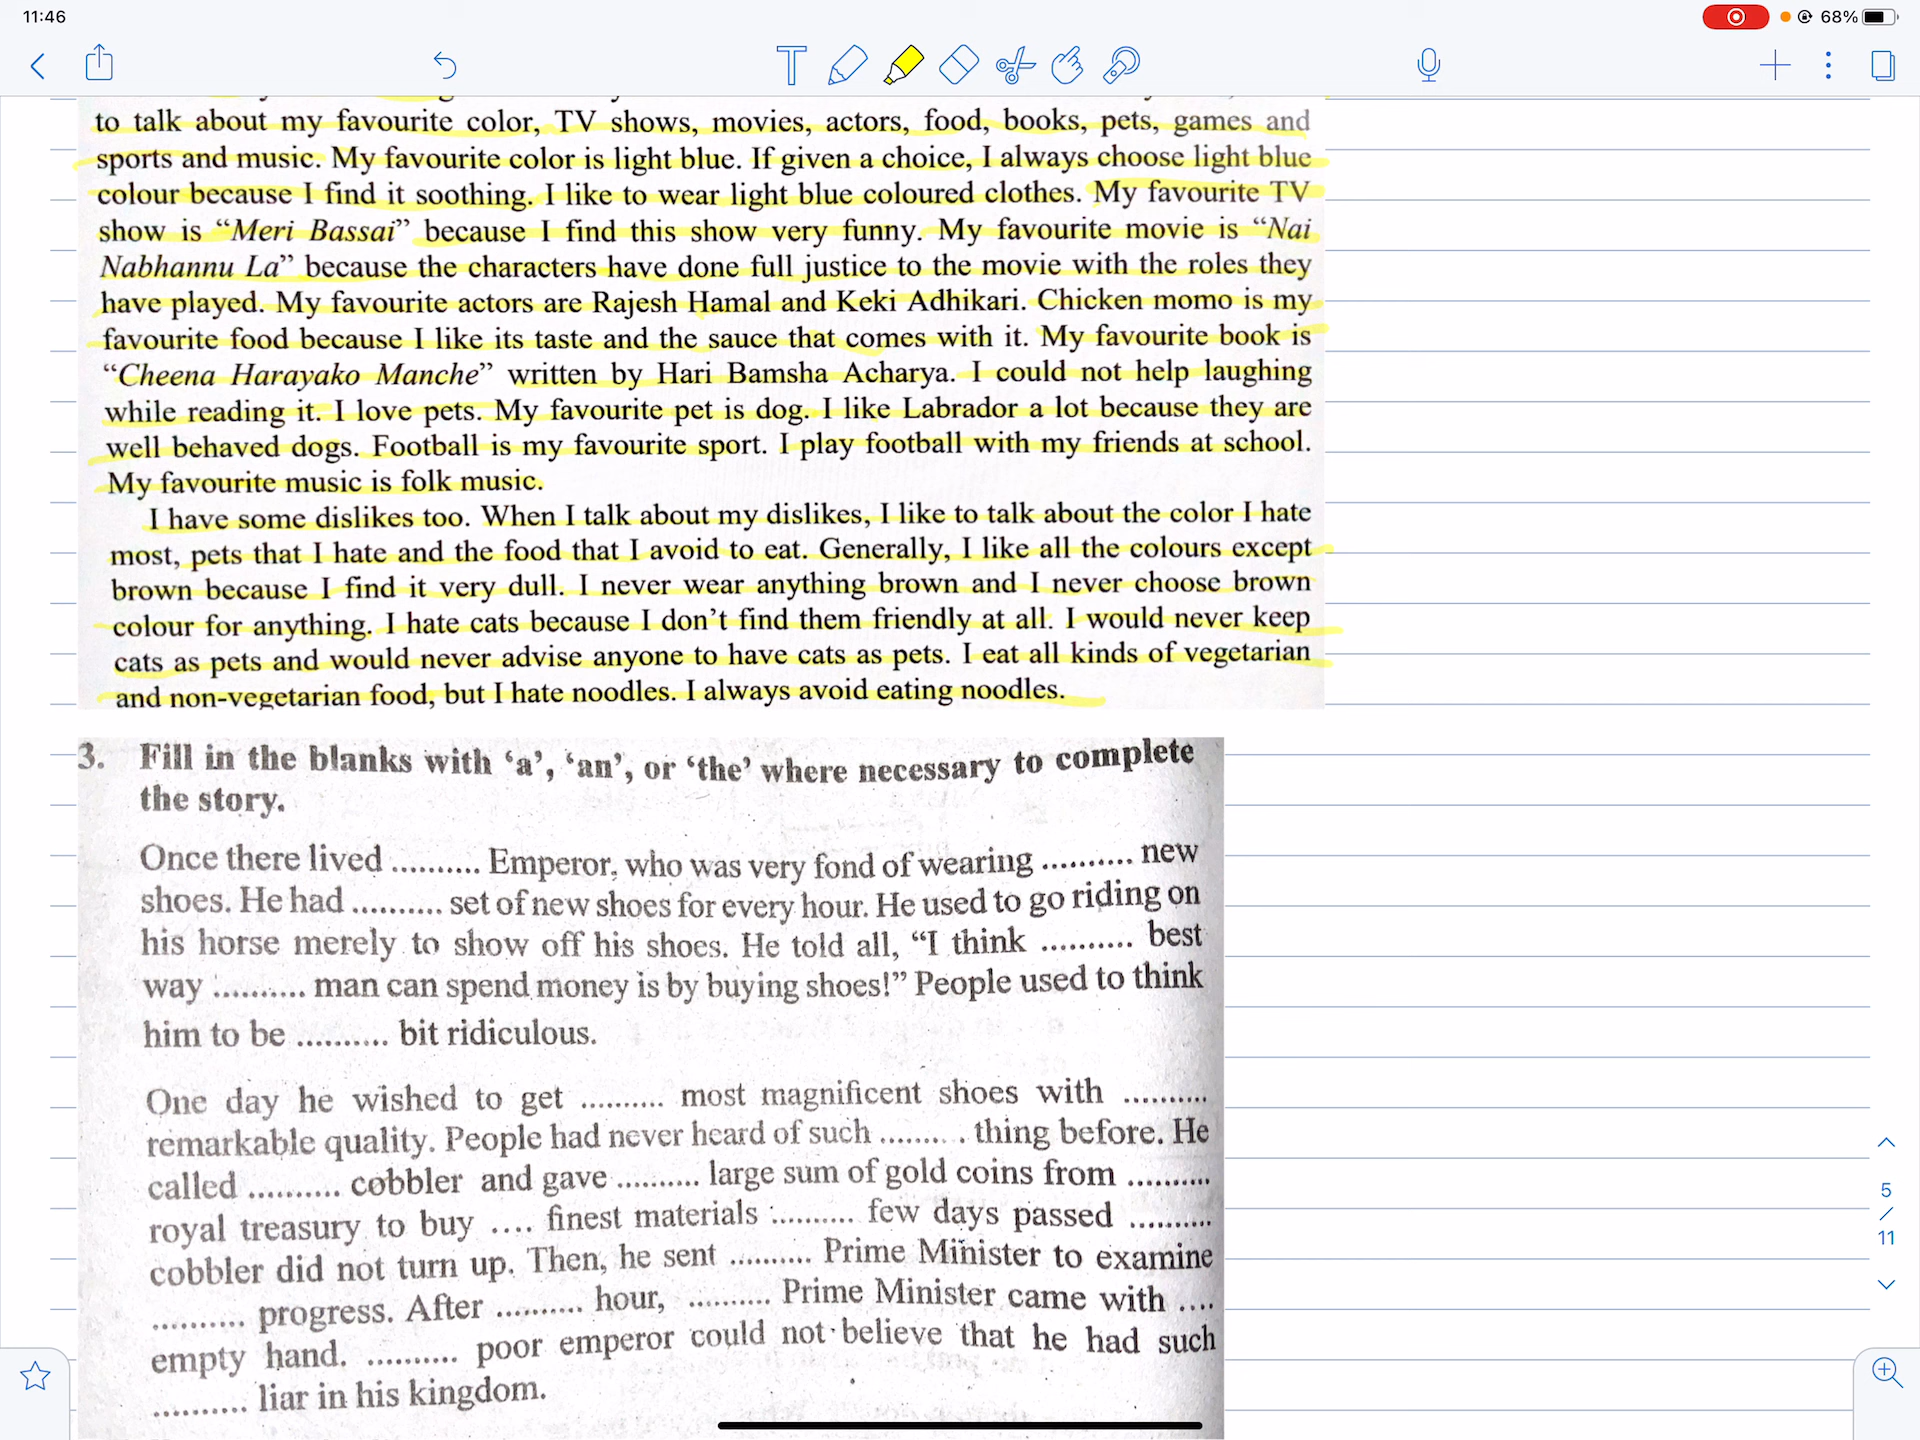 11:46
68%
to talk about my favourite color, TV shows, movies, actors, food, books, pets, games and
sports and music. My favourite color is light blue. If given a choice, I always choose light blue
colour because I find it soothing. I like to wear light blue coloured clothes. My favourite TV
show is “Meri Bassai” because I find this show very funny. My favourite movie is “Nai
Nabhannu La” because the characters have done full justice to the movie with the roles they
have played. My favourite actors are Rajesh Hamal and Keki Adhikari. Chicken momo is my
favourite food because I like its taste and the sauce that comes with it. My favourite book is
“Cheena Harayako Manche” written by Hari Bamsha Acharya. I could not help laughing
while reading it. I love pets. My favourite pet is dog. I like Labrador a lot because they are
well behaved dogs. Football is my favourite sport. I play football with my friends at school.
My favourite music is folk music.
I have some dislikes too. When I talk about my dislikes, I like to talk about the color I hate
most, pets that I hate and the food that I avoid to eat. Generally, I like all the colours except
brown because I find it very dull. I never wear anything brown and I never choose brown
colour for anything. I hate cats because I don’t find them friendly at all. I would never keep
cats as pets and would never advise anyone to have cats as pets. I eat all kinds of vegetarian
and non-vegetarian food, but I hate noodles. I always avoid eating noodles.
3. Fill in the blanks with ‘a’, ‘an’, or ‘the’ where necessary to complete
the story.
Once there lived .......... Emperor, who was very fond of wearing .......... new
shoes. He had .......... set of new shoes for every hour. He used to go riding on
his horse merely to show off his shoes. He told all, “I think .......... best
way .......... man can spend money is by buying shoes!” People used to think
him to be .......... bit ridiculous.
One day he wished to get .......... most magnificent shoes with ..........
remarkable quality. People had never heard of such .......... thing before. He
called .......... cobbler and gave .......... large sum of gold coins from ..........
royal treasury to buy .... finest materials .......... few days passed ..........
cobbler did not turn up. Then, he sent .......... Prime Minister to examine
.......... progress. After .......... hour, .......... Prime Minister came with ....
empty hand. .......... poor emperor could not believe that he had such
.......... liar in his kingdom.
5
/
11